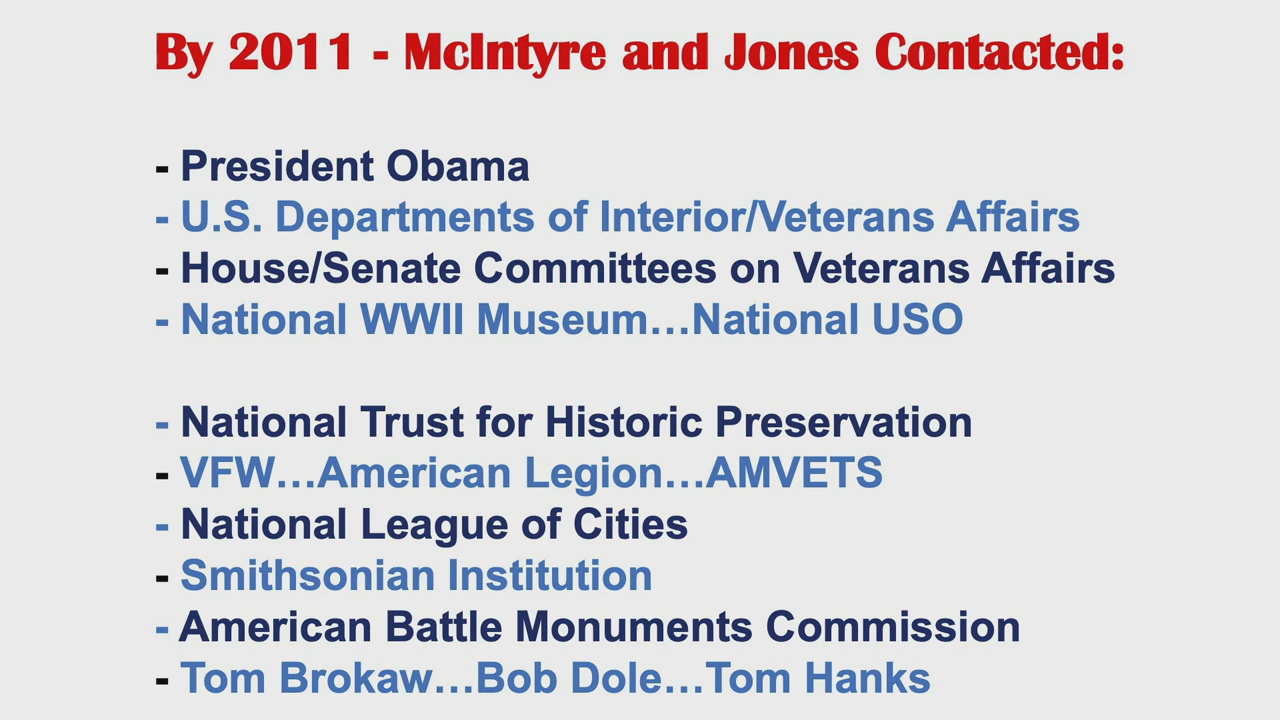 By 2011 - McIntyre and Jones Contacted:
- President Obama
- U.S. Departments of Interior/Veterans Affairs
- House/Senate Committees on Veterans Affairs
- National WWII Museum…National USO
- National Trust for Historic Preservation
- VFW…American Legion…AMVETS
- National League of Cities
- Smithsonian Institution
- American Battle Monuments Commission
- Tom Brokaw…Bob Dole…Tom Hanks